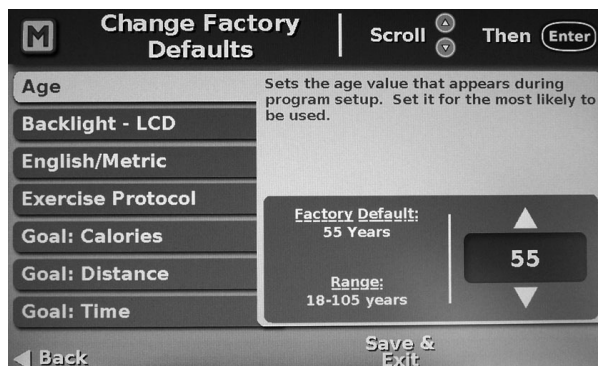 M
Change Factory
Defaults
Scroll
Then Enter
Age
Backlight - LCD
English/Metric
Exercise Protocol
Goal: Calories
Goal: Distance
Goal: Time
Sets the age value that appears during
program setup. Set it for the most likely to
be used.
Factory Default:
55 Years
Range:
18-105 years
55
Back
Save &
Exit